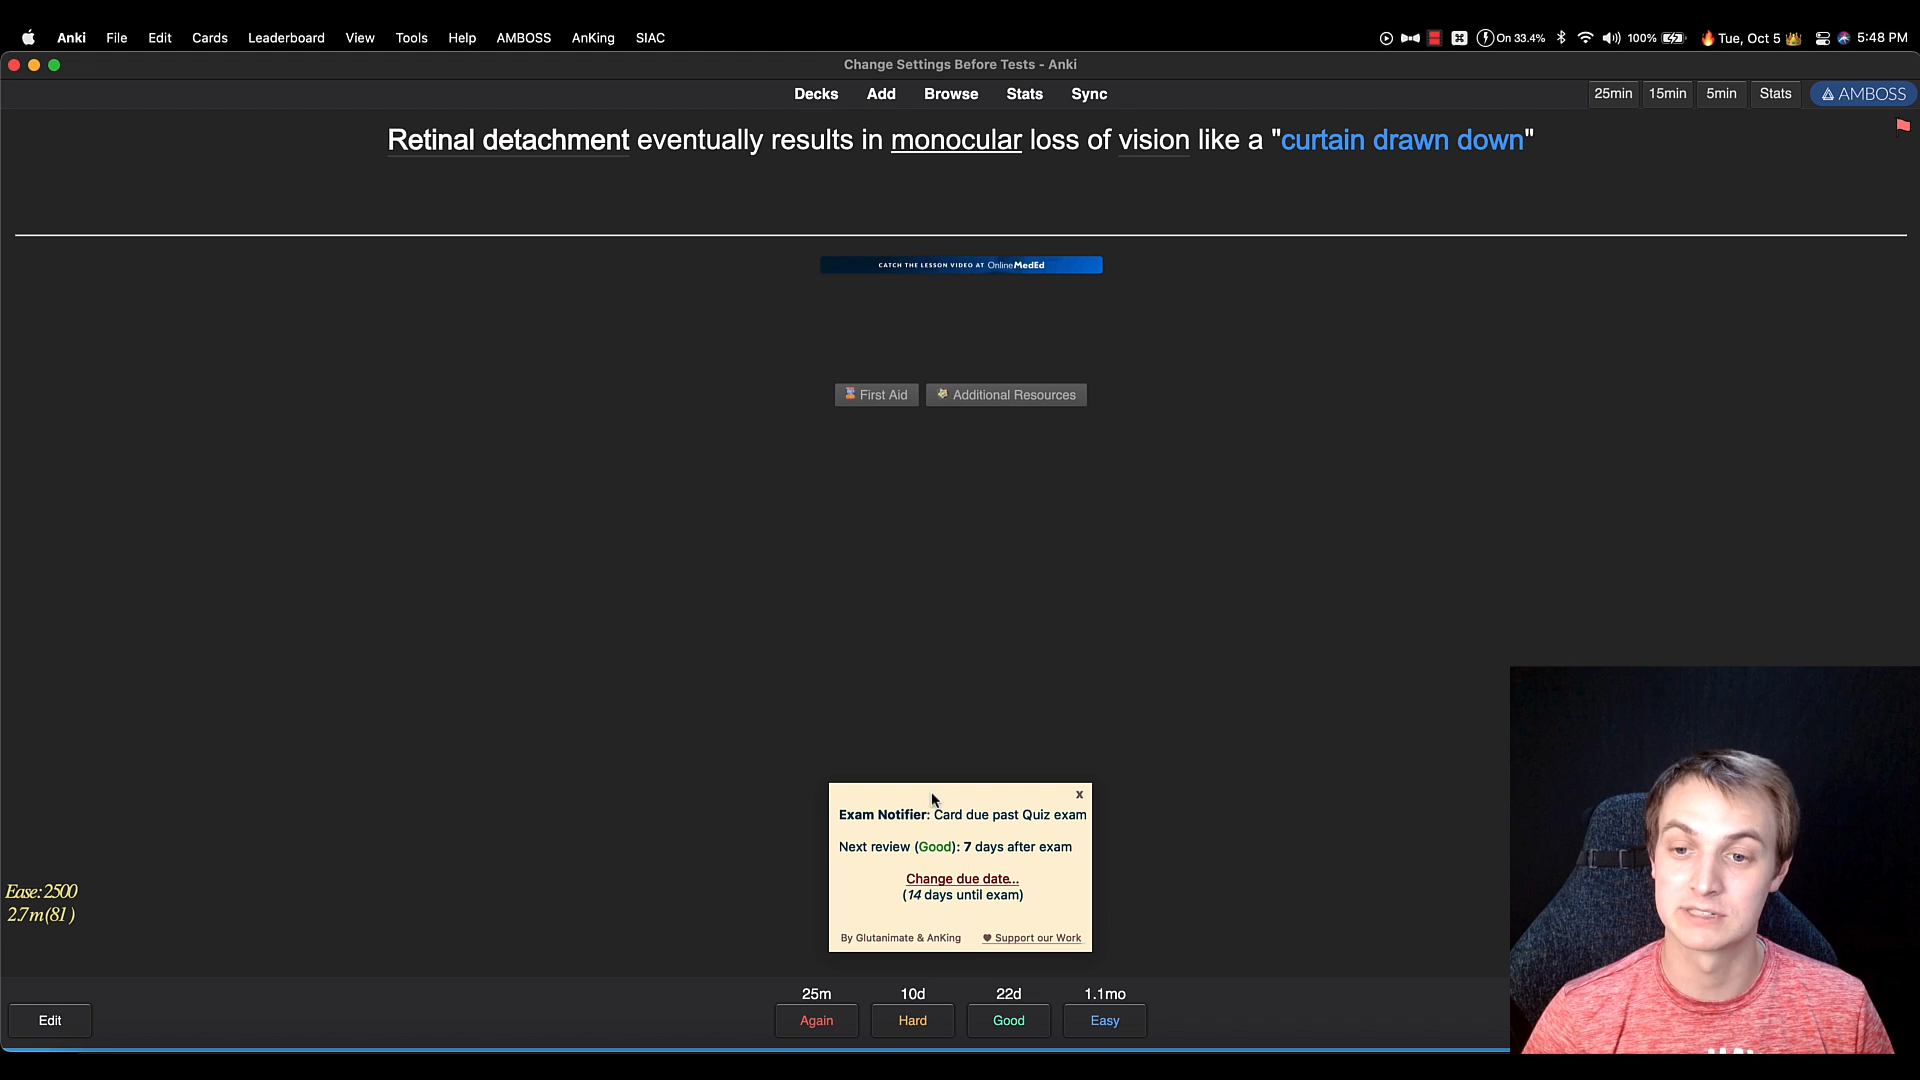 Anki File Edit Cards Leaderboard View Tools Help AMBOSS AnKing SIAC On 33.4% 100% Tue, Oct 5 5:48 PM
Change Settings Before Tests - Anki
Decks Add Browse Stats Sync 25min 15min 5min Stats AMBOSS
Retinal detachment eventually results in monocular loss of vision like a "curtain drawn down"
CATCH THE LESSON VIDEO AT OnlineMedEd
First Aid Additional Resources
x
Exam Notifier: Card due past Quiz exam
Next review (Good): 7 days after exam
Change due date...
(14 days until exam)
By Glutanimate & AnKing Support our Work
Ease: 2500
2.7m (81)
25m 10d 22d 1.1mo
Edit Again Hard Good Easy